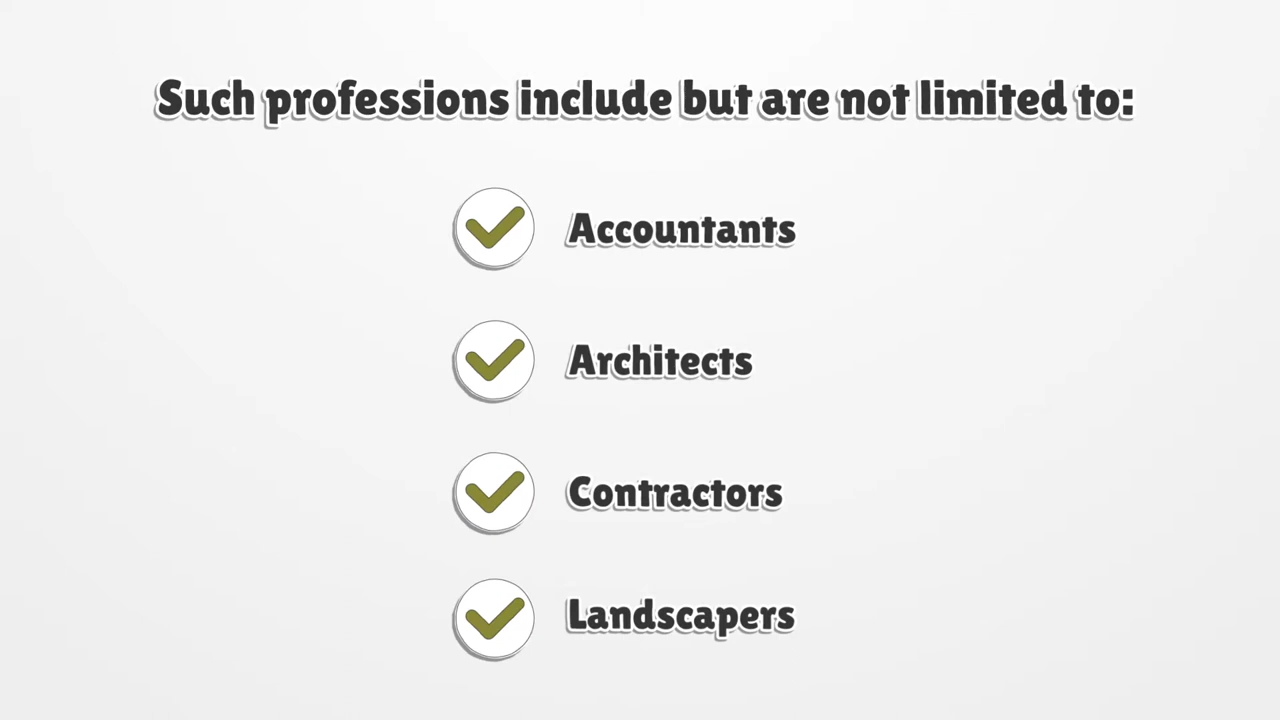 Such professions include but are not limited to:
Accountants
Architects
Contractors
Landscapers